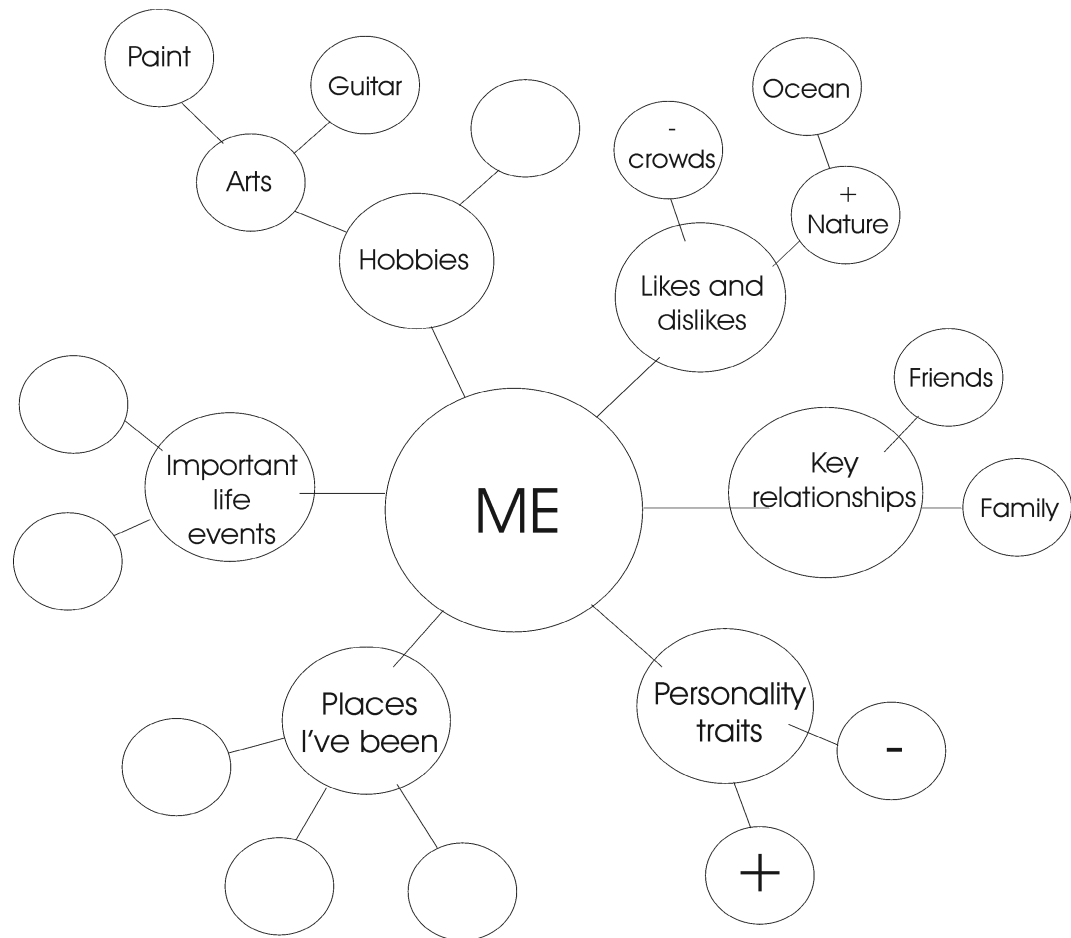 Paint
Guitar
Arts
Hobbies
-
crowds
Ocean
+
Nature
Likes and
dislikes
Friends
Key
relationships
Family
Important
life
events
ME
Places
I've been
Personality
traits
-
+